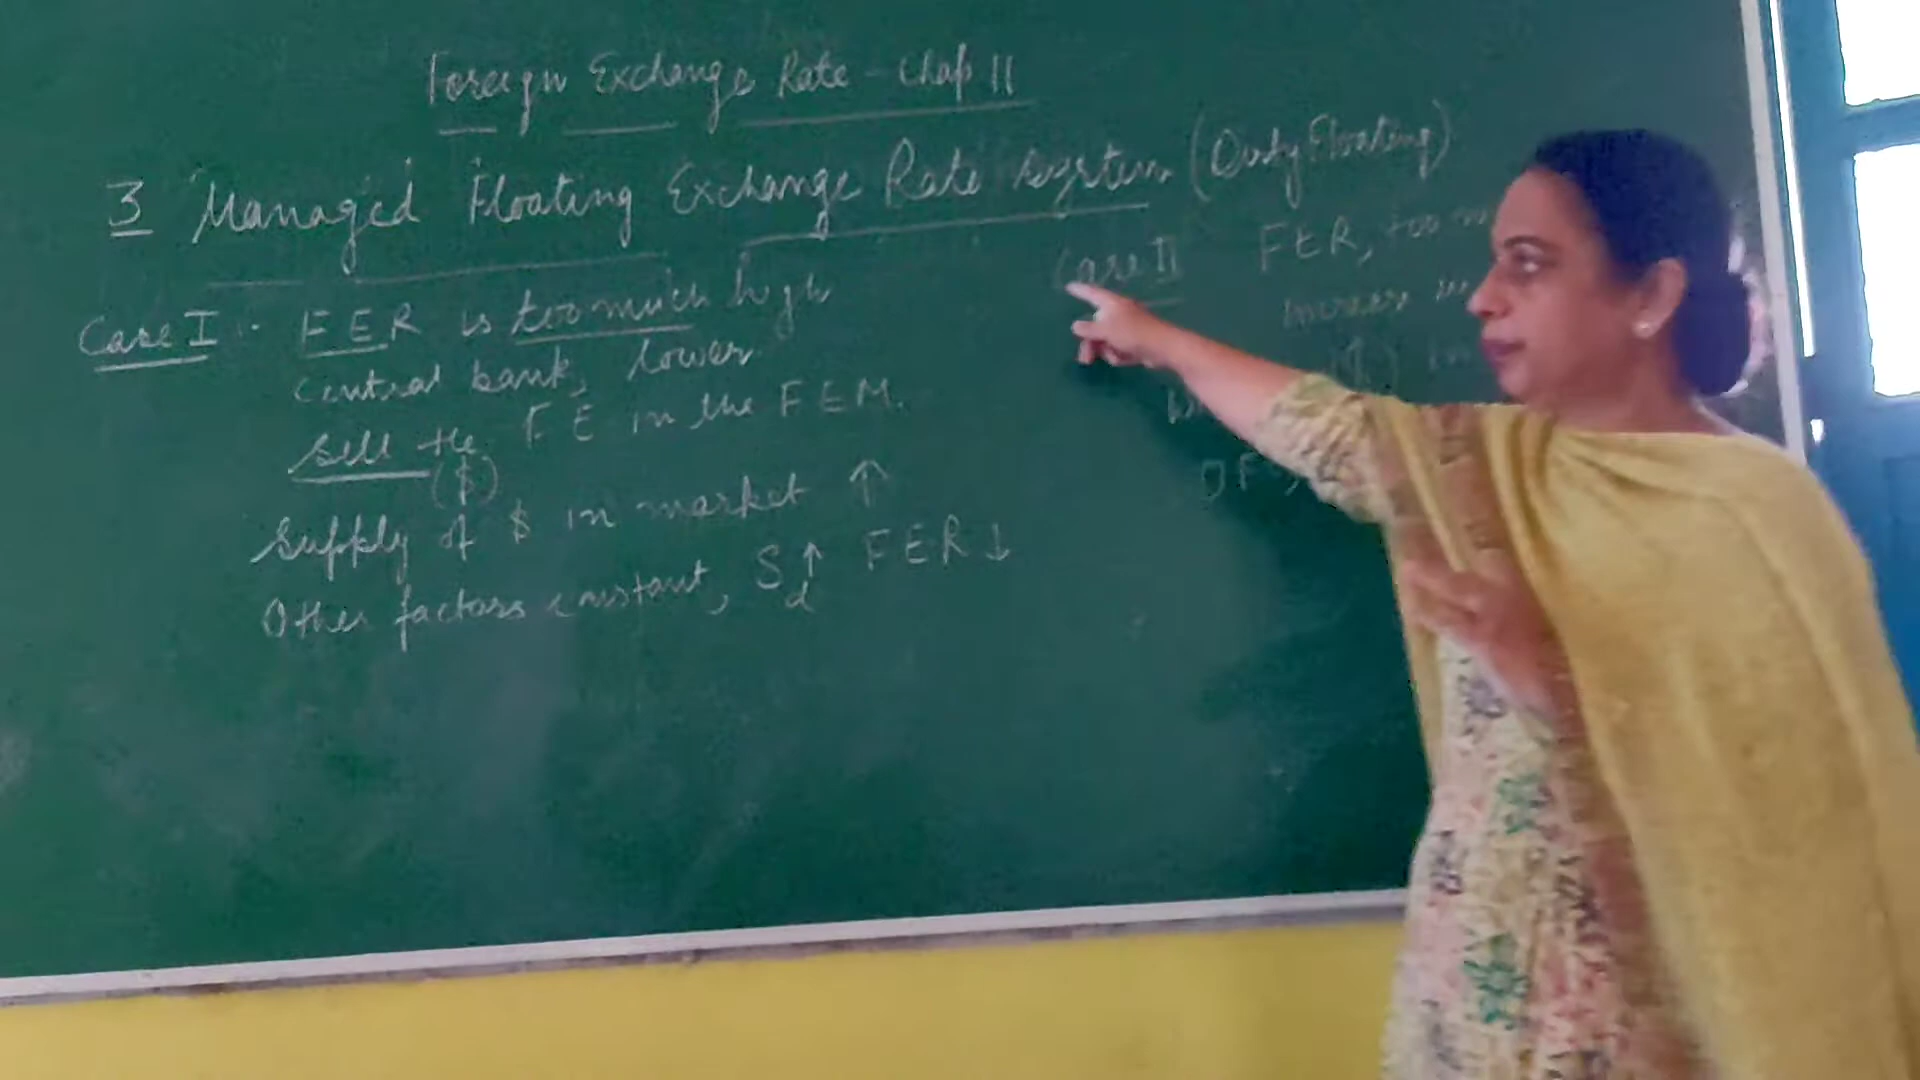 Foreign Exchange Rate - Chap 11
3 Managed Floating Exchange Rate System (Dirty Floating)
Case I : FER is too much high
Central bank, lower
Sell the FE in the FEM.
($)
Supply of $ in market ↑
Other factors constant, S ↑ FER ↓
d
Case II FER, too
increase
(↑) in
OFS,